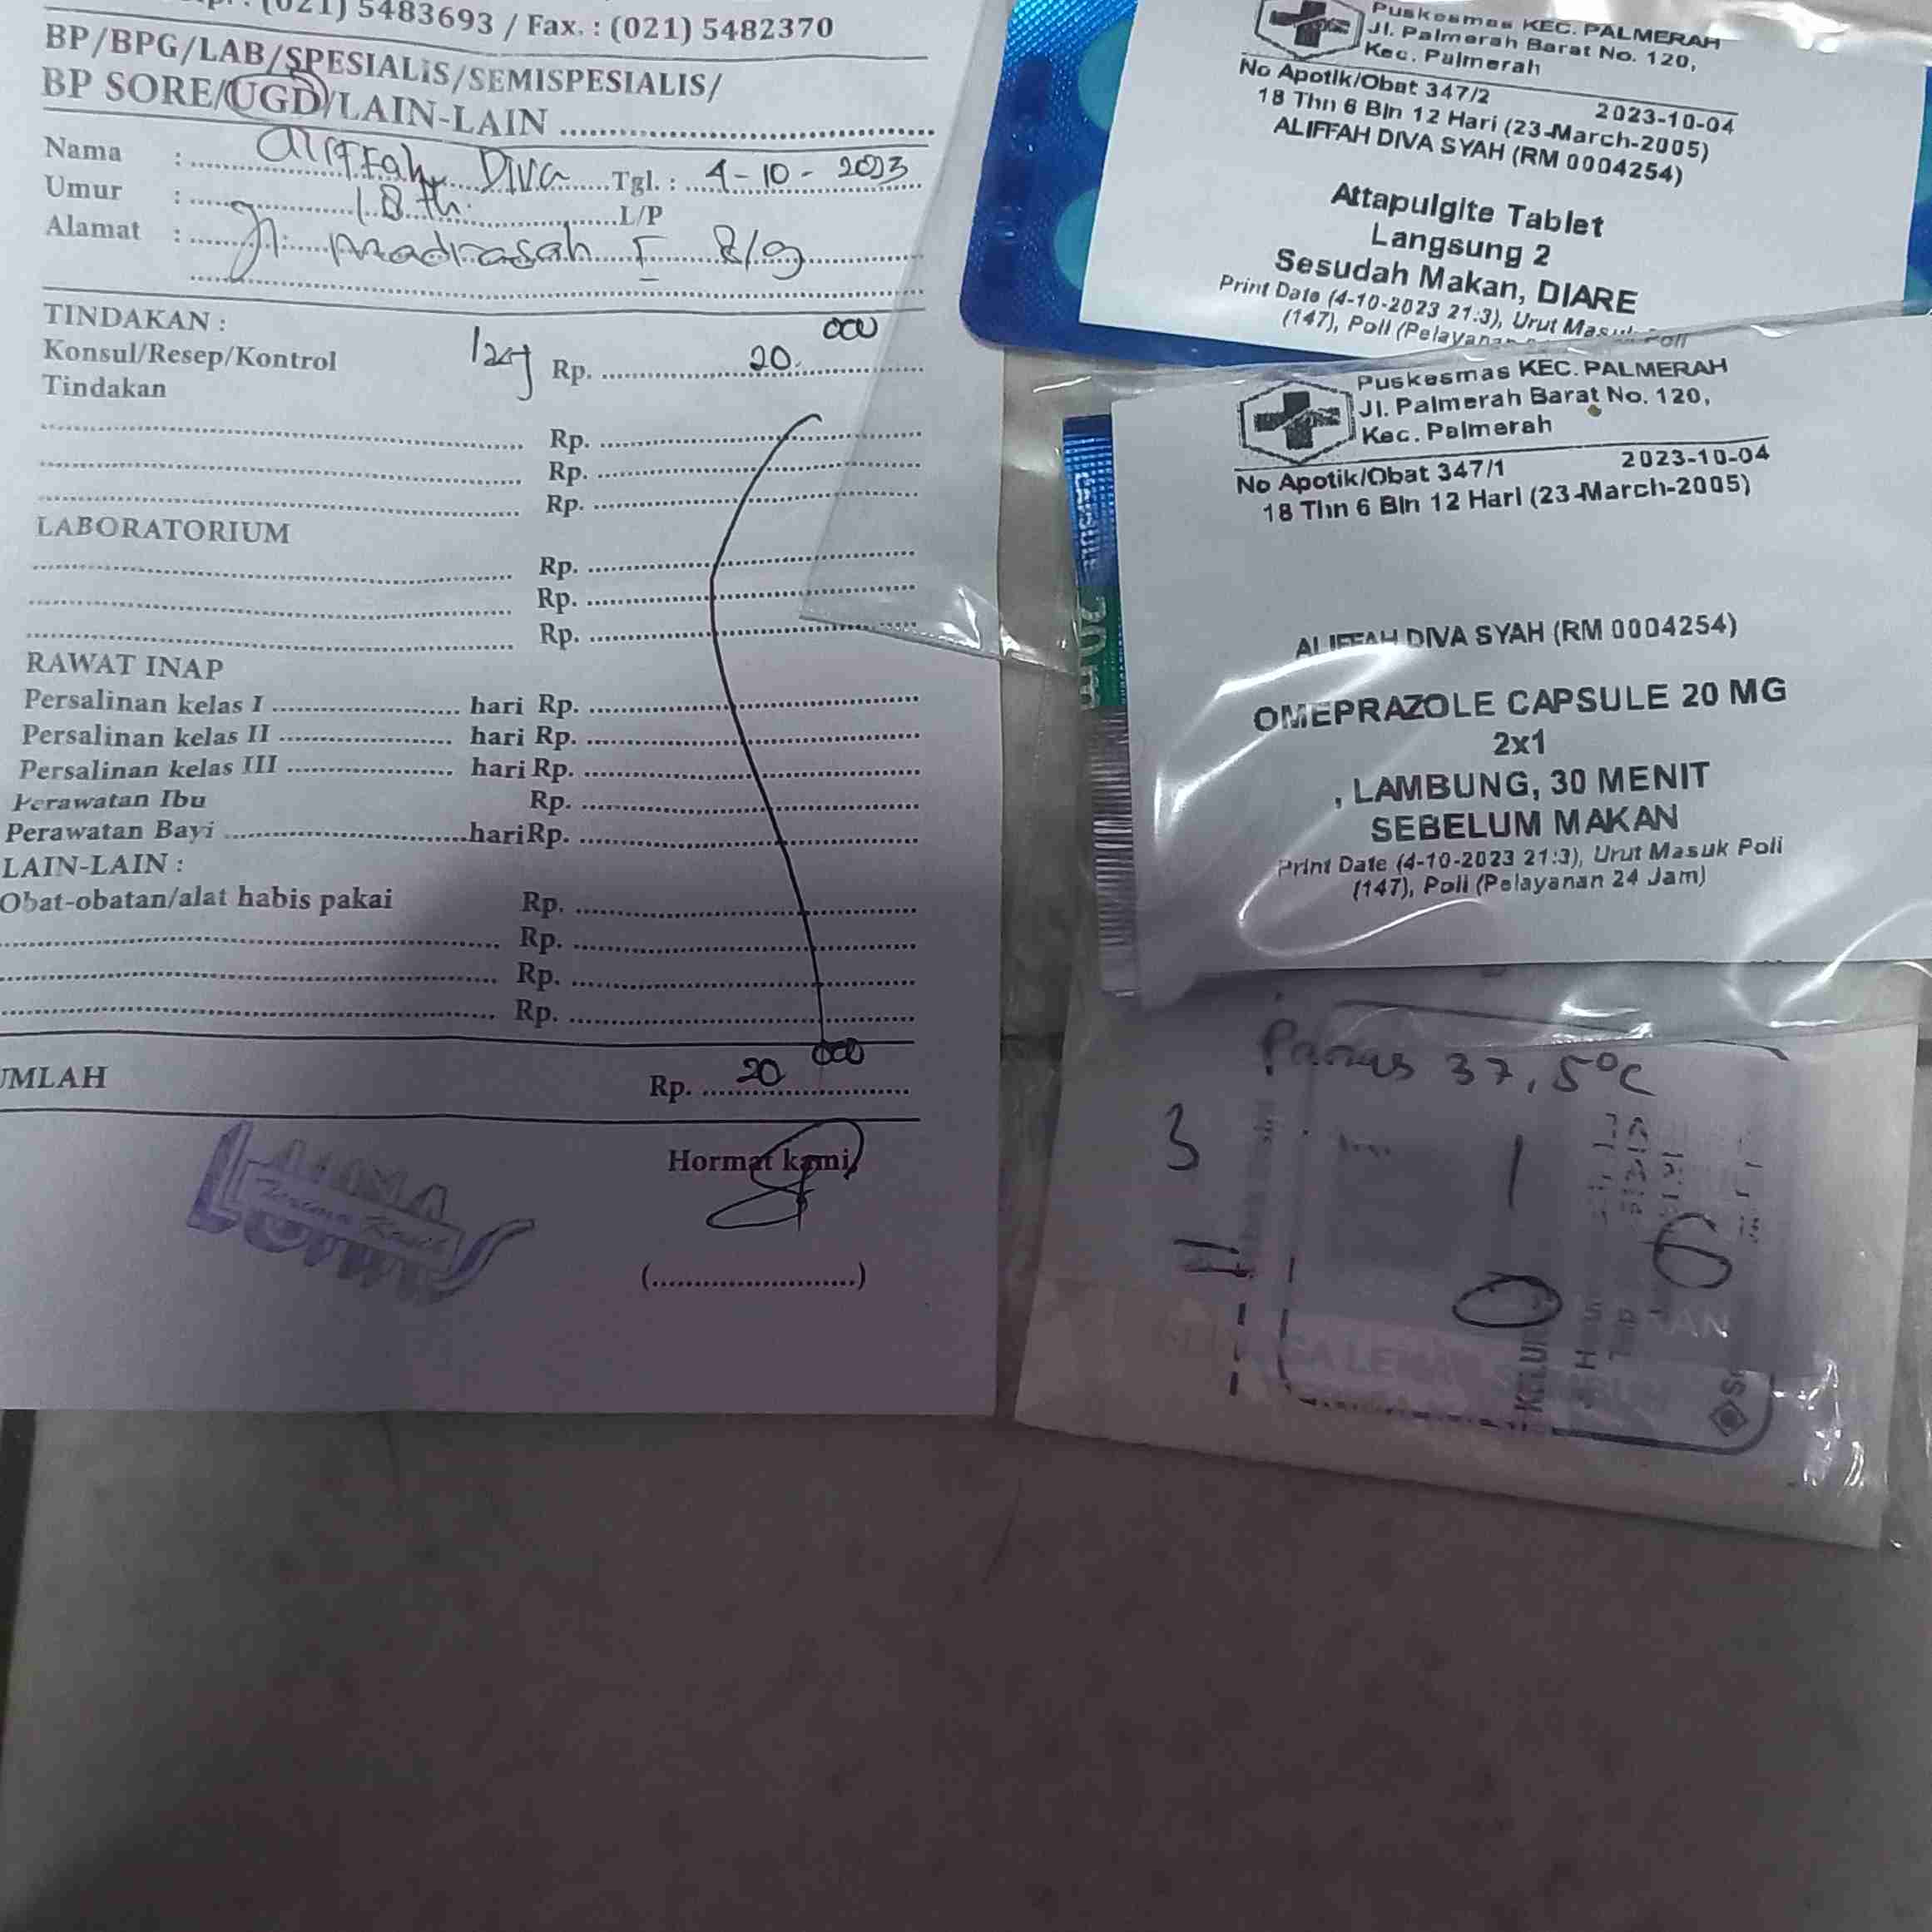 (021) 5483693 / Fax. : (021) 5482370
BP/BPG/LAB/SPESIALIS/SEMISPESIALIS/
BP SORE/UGD/LAIN-LAIN
Nama : Aliffah Diva Tgl. : 4-10-2023
Umur : 18 th L/P
Alamat : Jl. Madrasah I 8/9
TINDAKAN :
Konsul/Resep/Kontrol Rp. 20.000
Tindakan
Rp.
Rp.
Rp.
LABORATORIUM
Rp.
Rp.
Rp.
RAWAT INAP
Persalinan kelas I hari Rp.
Persalinan kelas II hari Rp.
Persalinan kelas III hari Rp.
Perawatan Ibu Rp.
Perawatan Bayi hari Rp.
LAIN-LAIN :
Obat-obatan/alat habis pakai Rp.
Rp.
Rp.
Rp.
UMLAH Rp. 20.000
LUNAS
Terima Kasih
Hormat kami,
(.......................)
Puskesmas KEC. PALMERAH
Jl. Palmerah Barat No. 120,
Kec. Palmerah
No Apotik/Obat 347/2 2023-10-04
18 Thn 6 Bln 12 Hari (23-March-2005)
ALIFFAH DIVA SYAH (RM 0004254)
Attapulgite Tablet
Langsung 2
Sesudah Makan, DIARE
Print Date (4-10-2023 21:3), Urut Masuk Poli
(147), Poli (Pelayanan
Puskesmas KEC. PALMERAH
Jl. Palmerah Barat No. 120,
Kec. Palmerah
No Apotik/Obat 347/1 2023-10-04
18 Thn 6 Bln 12 Hari (23-March-2005)
ALIFFAH DIVA SYAH (RM 0004254)
OMEPRAZOLE CAPSULE 20 MG
2x1
, LAMBUNG, 30 MENIT
SEBELUM MAKAN
Print Date (4-10-2023 21:3), Urut Masuk Poli
(147), Poli (Pelayanan 24 Jam)
Panas 37,5°C
3 1
6